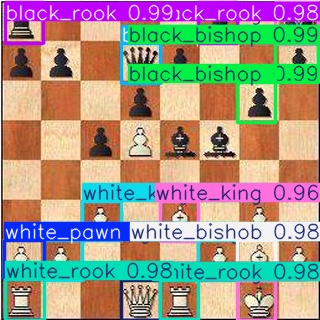 black_rook 0.99 ck_rook 0.98
black_bishop 0.99
black_bishop 0.99
white_k white_king 0.96
white_pawn white_bishob 0.98
white_rook 0.98 hite_rook 0.98